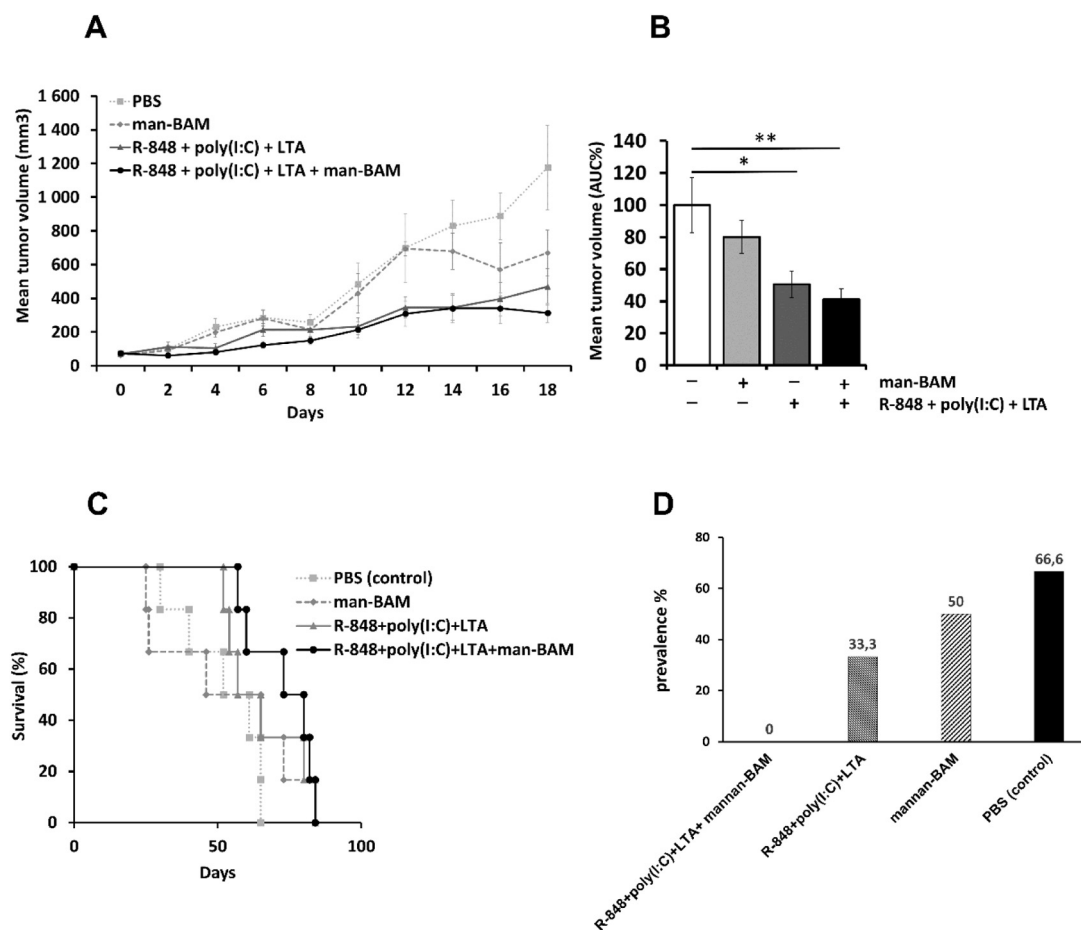 A
Mean tumor volume (mm3)
1 600
1 400
1 200
1 000
800
600
400
200
0
PBS
man-BAM
R-848 + poly(I:C) + LTA
R-848 + poly(I:C) + LTA + man-BAM
0 2 4 6 8 10 12 14 16 18
Days
B
Mean tumor volume (AUC%)
140
120
100
80
60
40
20
0
**
*
− + − + man-BAM
− − + + R-848 + poly(I:C) + LTA
C
Survival (%)
100
80
60
40
20
0
PBS (control)
man-BAM
R-848+poly(I:C)+LTA
R-848+poly(I:C)+LTA+man-BAM
0 50 100
Days
D
prevalence %
80
60
40
20
0
0
33,3
50
66,6
R-848+poly(I:C)+LTA+ mannan-BAM
R-848+poly(I:C)+LTA
mannan-BAM
PBS (control)